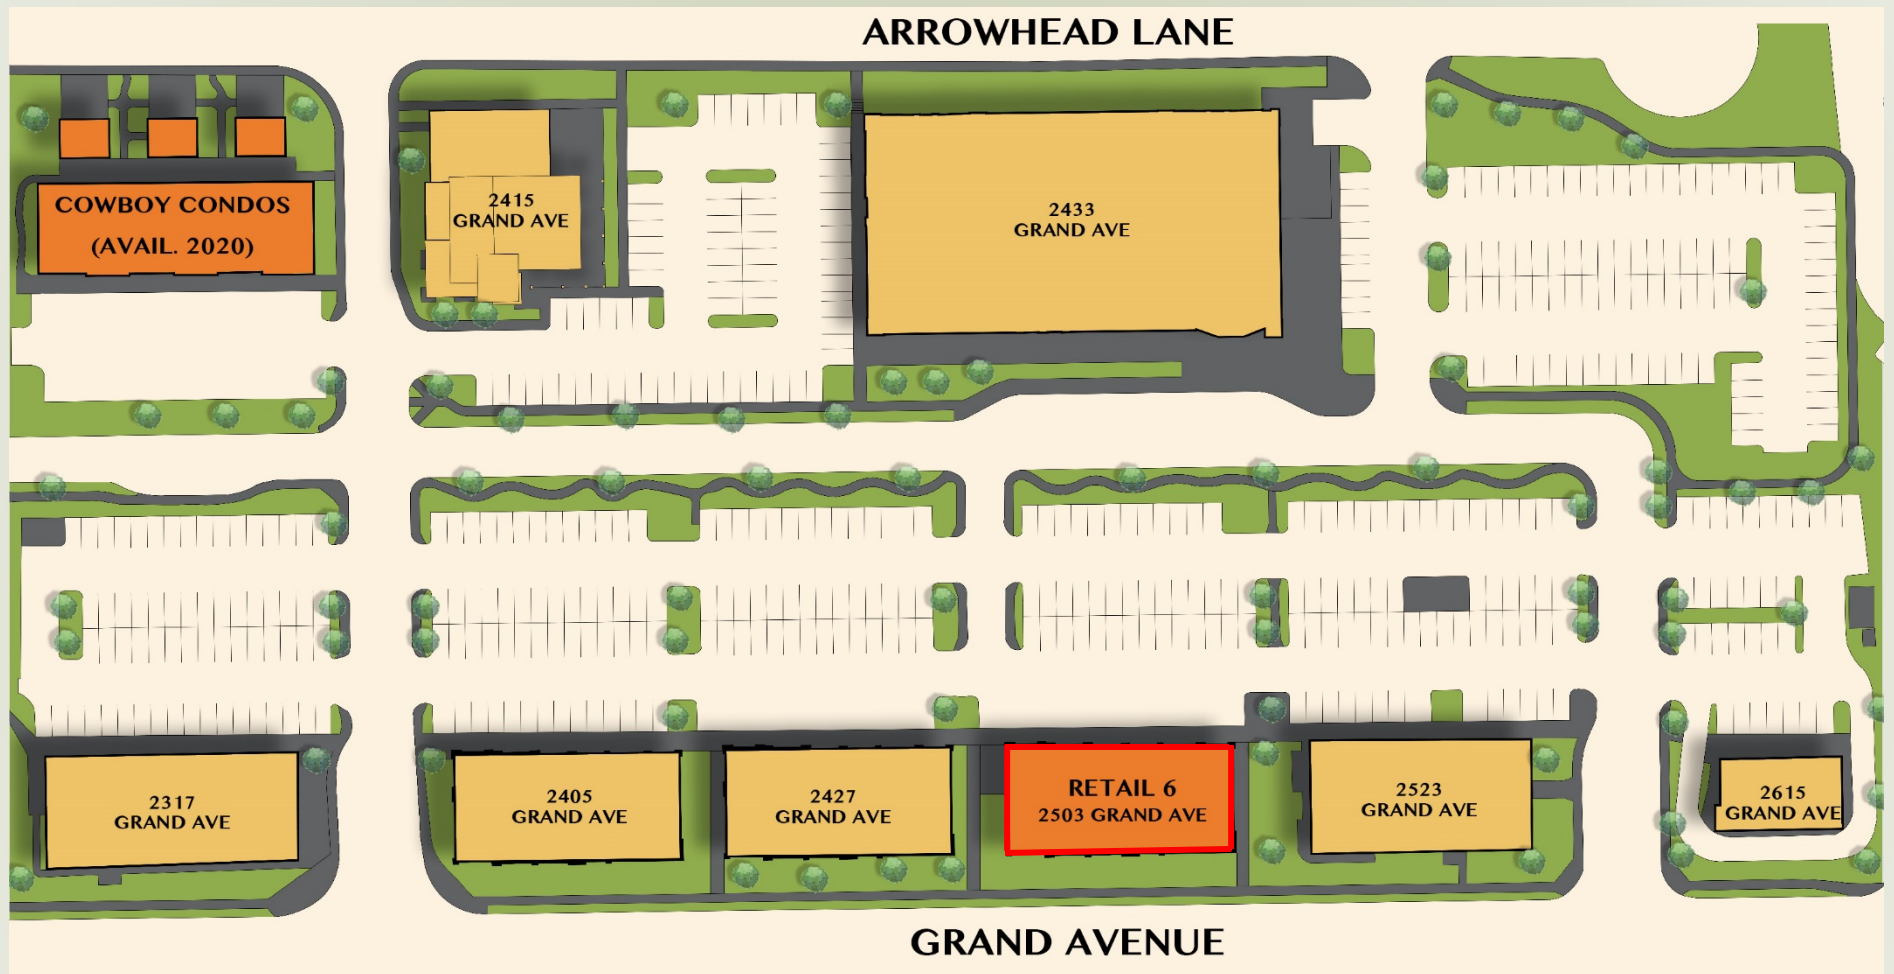 ARROWHEAD LANE
COWBOY CONDOS
(AVAIL. 2020)
2415
GRAND AVE
2433
GRAND AVE
2317
GRAND AVE
2405
GRAND AVE
2427
GRAND AVE
RETAIL 6
2503 GRAND AVE
2523
GRAND AVE
2615
GRAND AVE
GRAND AVENUE